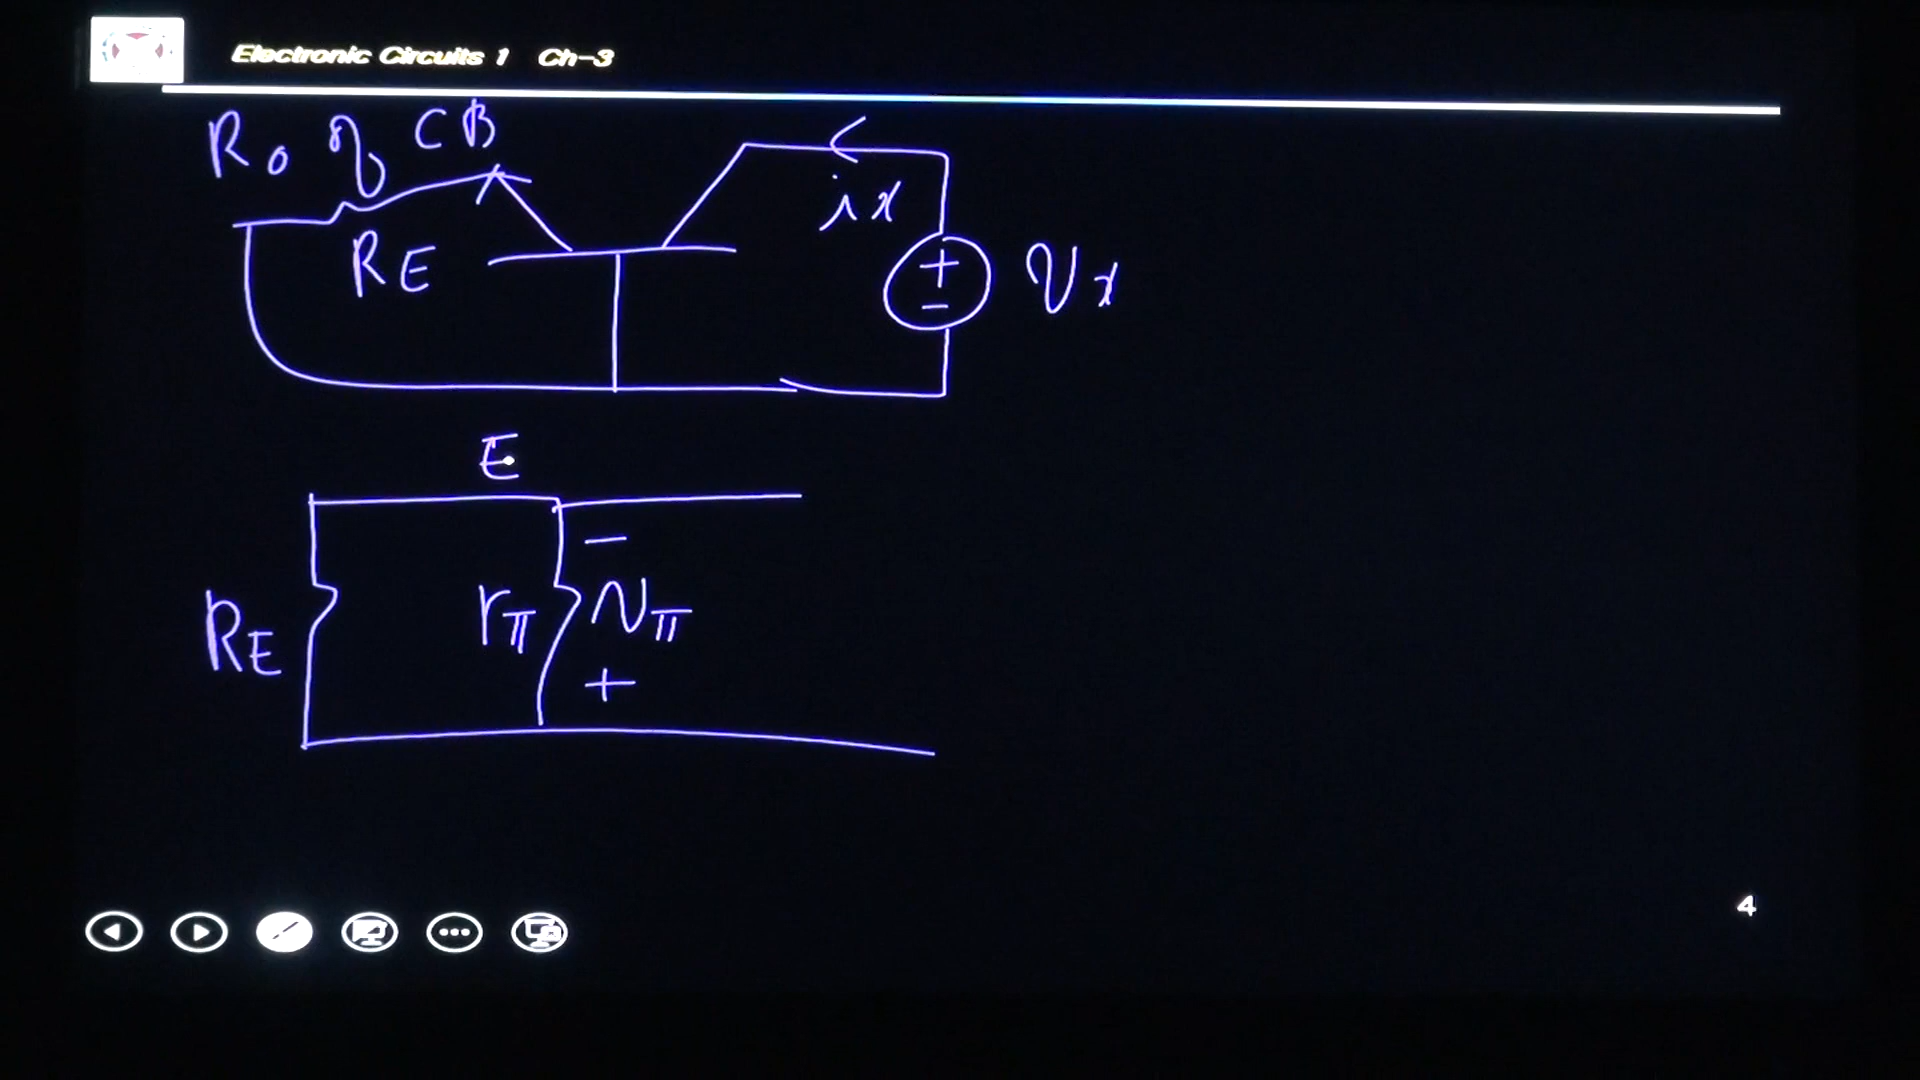 Electronic Circuits 1 Ch-3
Ro of CB
ix
RE
+
-
Vx
E
-
RE
rπ
Vπ
+
4